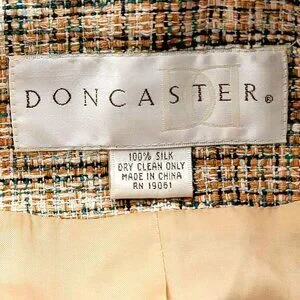 DONCASTER®
100% SILK
DRY CLEAN ONLY
MADE IN CHINA
RN 19061